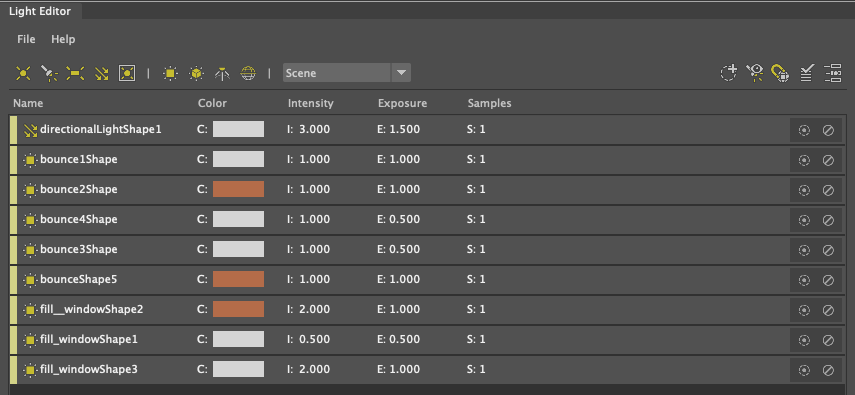 Light Editor
File Help
Scene
Name Color Intensity Exposure Samples
directionalLightShape1 C: I: 3.000 E: 1.500 S: 1
bounce1Shape C: I: 1.000 E: 1.000 S: 1
bounce2Shape C: I: 1.000 E: 1.000 S: 1
bounce4Shape C: I: 1.000 E: 0.500 S: 1
bounce3Shape C: I: 1.000 E: 0.500 S: 1
bounceShape5 C: I: 1.000 E: 1.000 S: 1
fill__windowShape2 C: I: 2.000 E: 1.000 S: 1
fill_windowShape1 C: I: 0.500 E: 0.500 S: 1
fill_windowShape3 C: I: 2.000 E: 1.000 S: 1